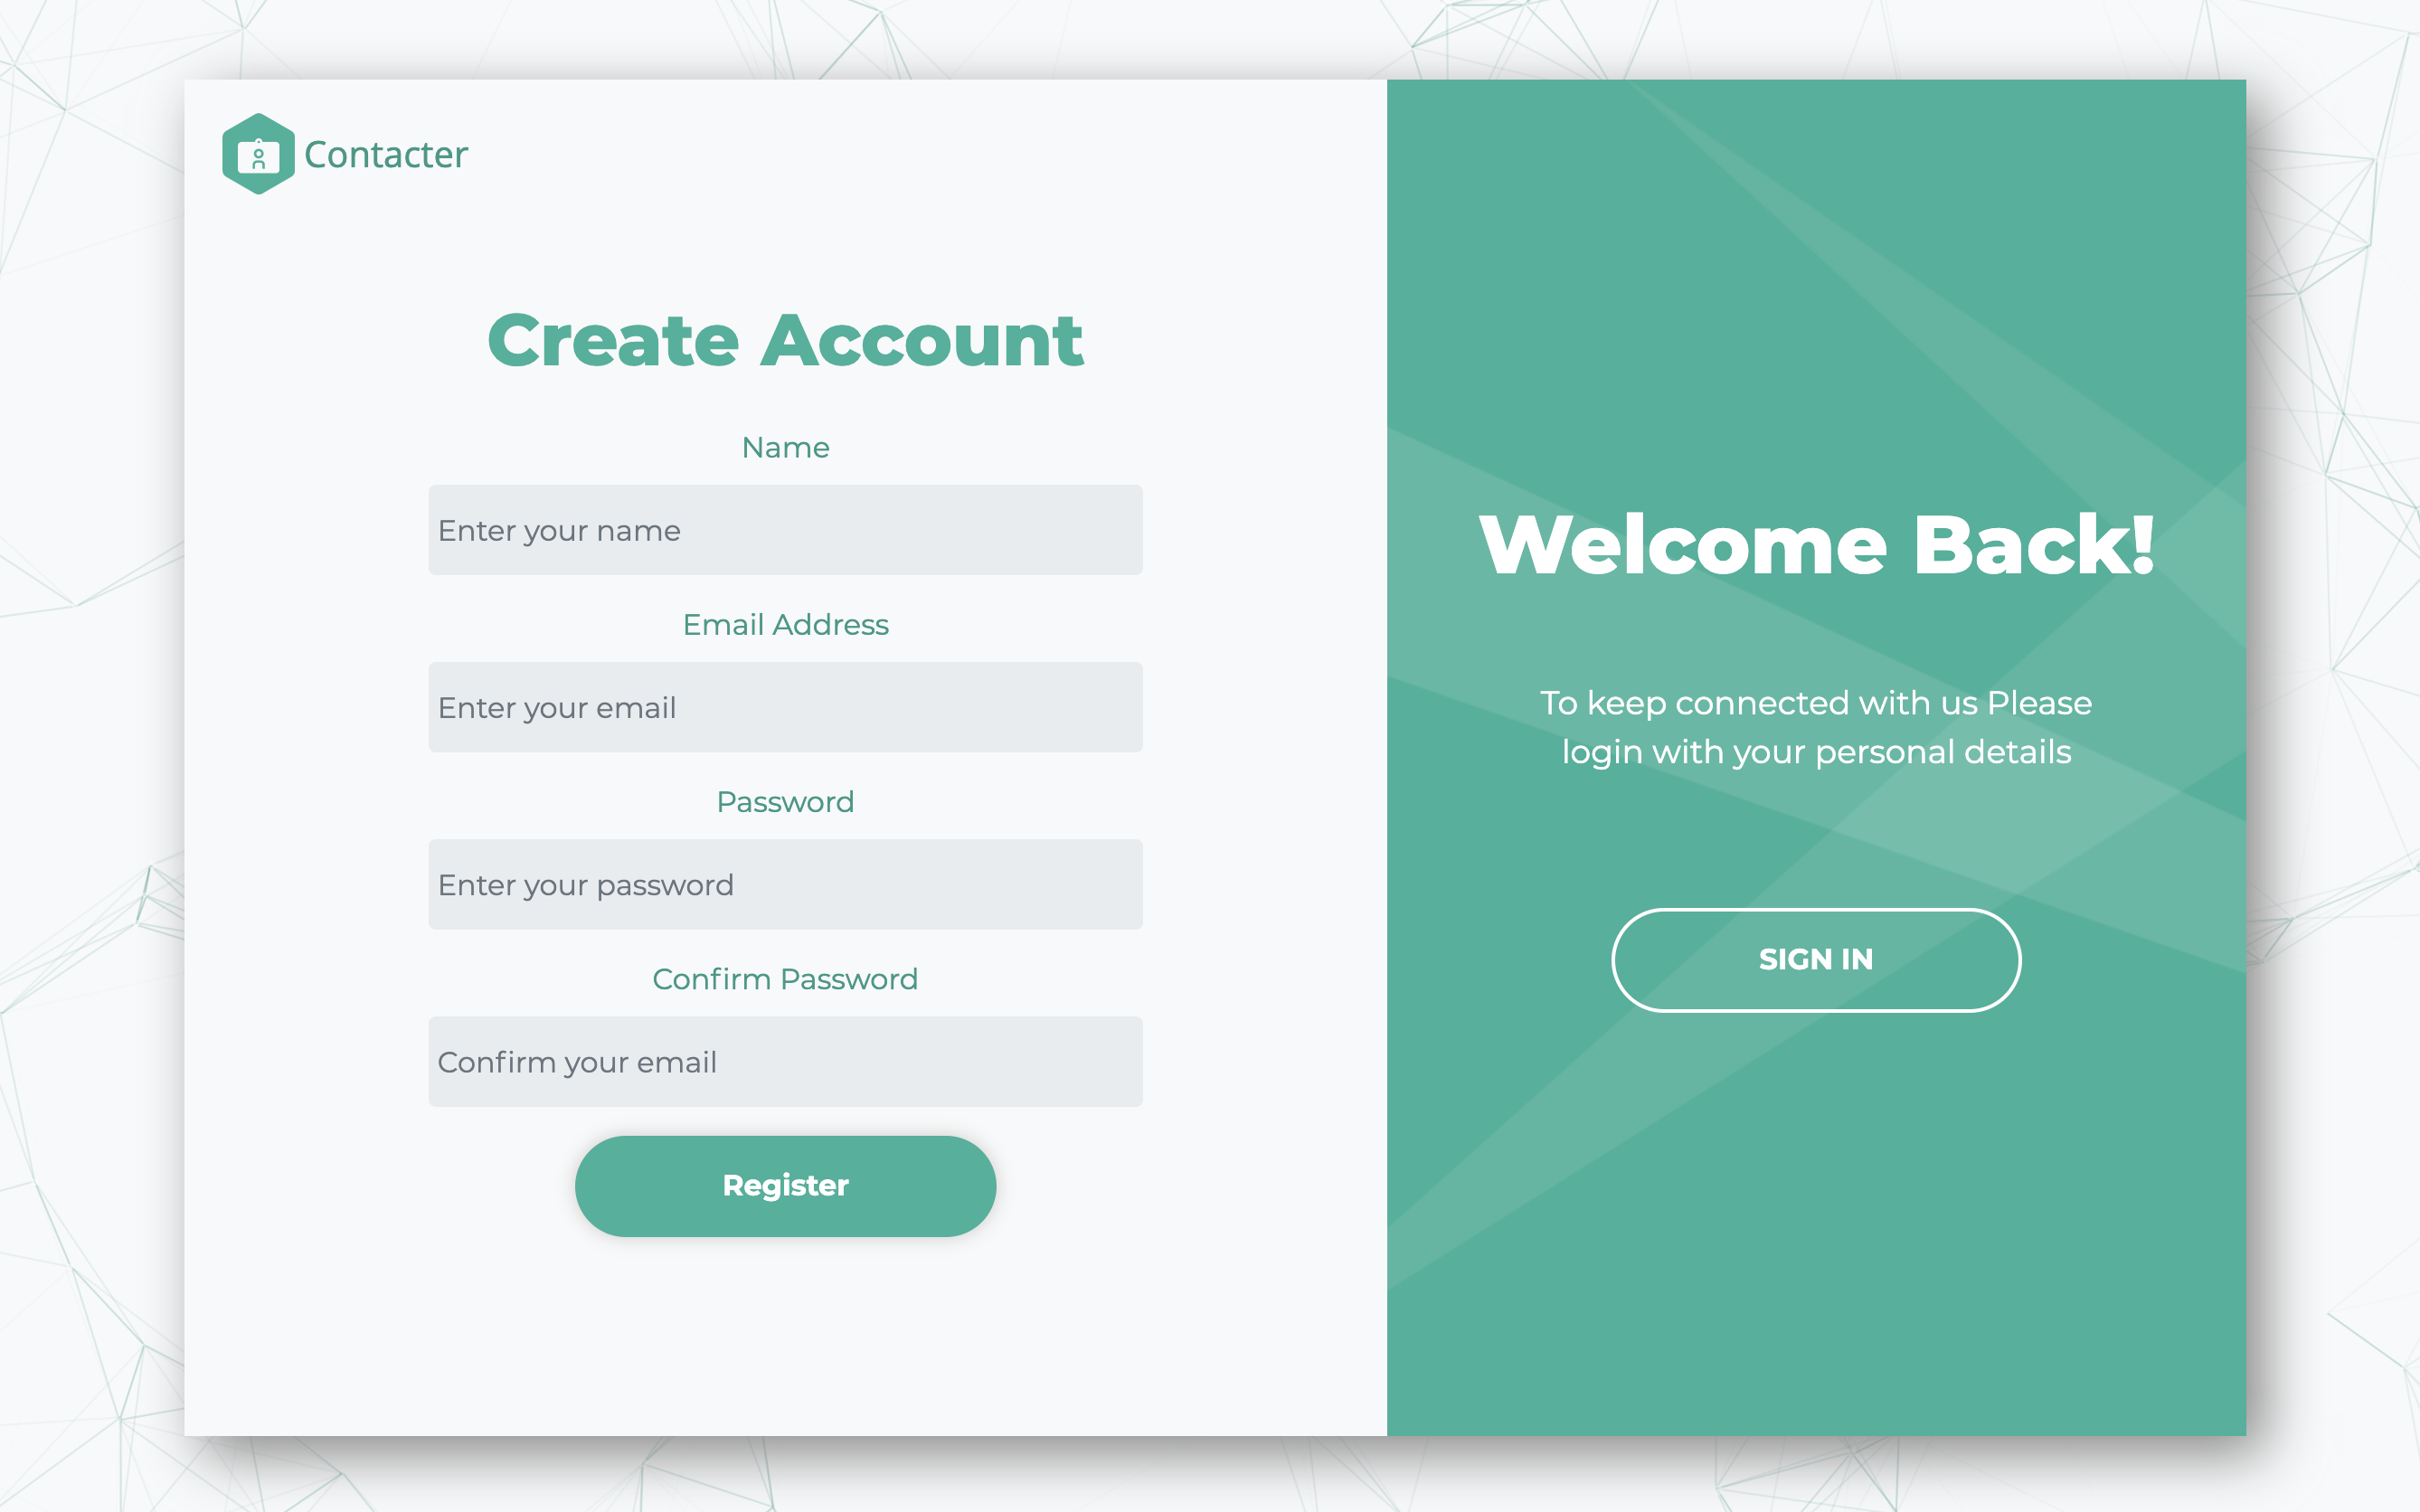 Contacter
Create Account
Name
Enter your name
Email Address
Enter your email
Password
Enter your password
Confirm Password
Confirm your email
Register
Welcome Back!
To keep connected with us Please
login with your personal details
SIGN IN